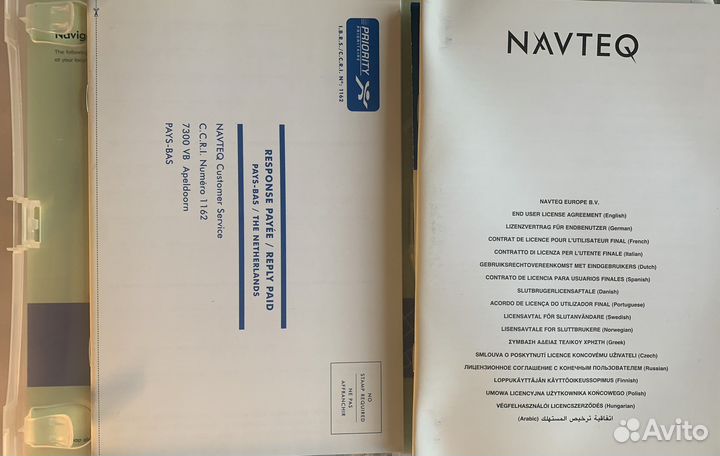 Navig
The following
at your loca
PRIORITY
PRIORITAIRE
I.B.R.S./C.C.R.I. N°: 1162
RESPONSE PAYÉE / REPLY PAID
PAYS-BAS / THE NETHERLANDS
NAVTEQ Customer Service
C.C.R.I. Numéro 1162
7300 VB Apeldoorn
PAYS-BAS
NO
STAMP REQUIRED
NE PAS
AFFRANCHIR
NAVTEQ
NAVTEQ EUROPE B.V.
END USER LICENSE AGREEMENT (English)
LIZENZVERTRAG FÜR ENDBENUTZER (German)
CONTRAT DE LICENCE POUR L'UTILISATEUR FINAL (French)
CONTRATTO DI LICENZA PER L'UTENTE FINALE (Italian)
GEBRUIKSRECHTOVEREENKOMST MET EINDGEBRUIKERS (Dutch)
CONTRATO DE LICENCIA PARA USUARIOS FINALES (Spanish)
SLUTBRUGERLICENSAFTALE (Danish)
ACORDO DE LICENÇA DO UTILIZADOR FINAL (Portuguese)
LICENSAVTAL FÖR SLUTANVÄNDARE (Swedish)
LISENSAVTALE FOR SLUTTBRUKERE (Norwegian)
ΣΥΜΒΑΣΗ ΑΔΕΙΑΣ ΤΕΛΙΚΟΥ ΧΡΗΣΤΗ (Greek)
SMLOUVA O POSKYTNUTÍ LICENCE KONCOVÉMU UŽIVATELI (Czech)
ЛИЦЕНЗИОННОЕ СОГЛАШЕНИЕ С КОНЕЧНЫМ ПОЛЬЗОВАТЕЛЕМ (Russian)
LOPPUKÄYTTÄJÄN KÄYTTÖOIKEUSSOPIMUS (Finnish)
UMOWA LICENCYJNA UŻYTKOWNIKA KOŃCOWEGO (Polish)
VÉGFELHASZNÁLÓI LICENCSZERZŐDÉS (Hungarian)
اتفاقية ترخيص المستهلك (Arabic)
Avito